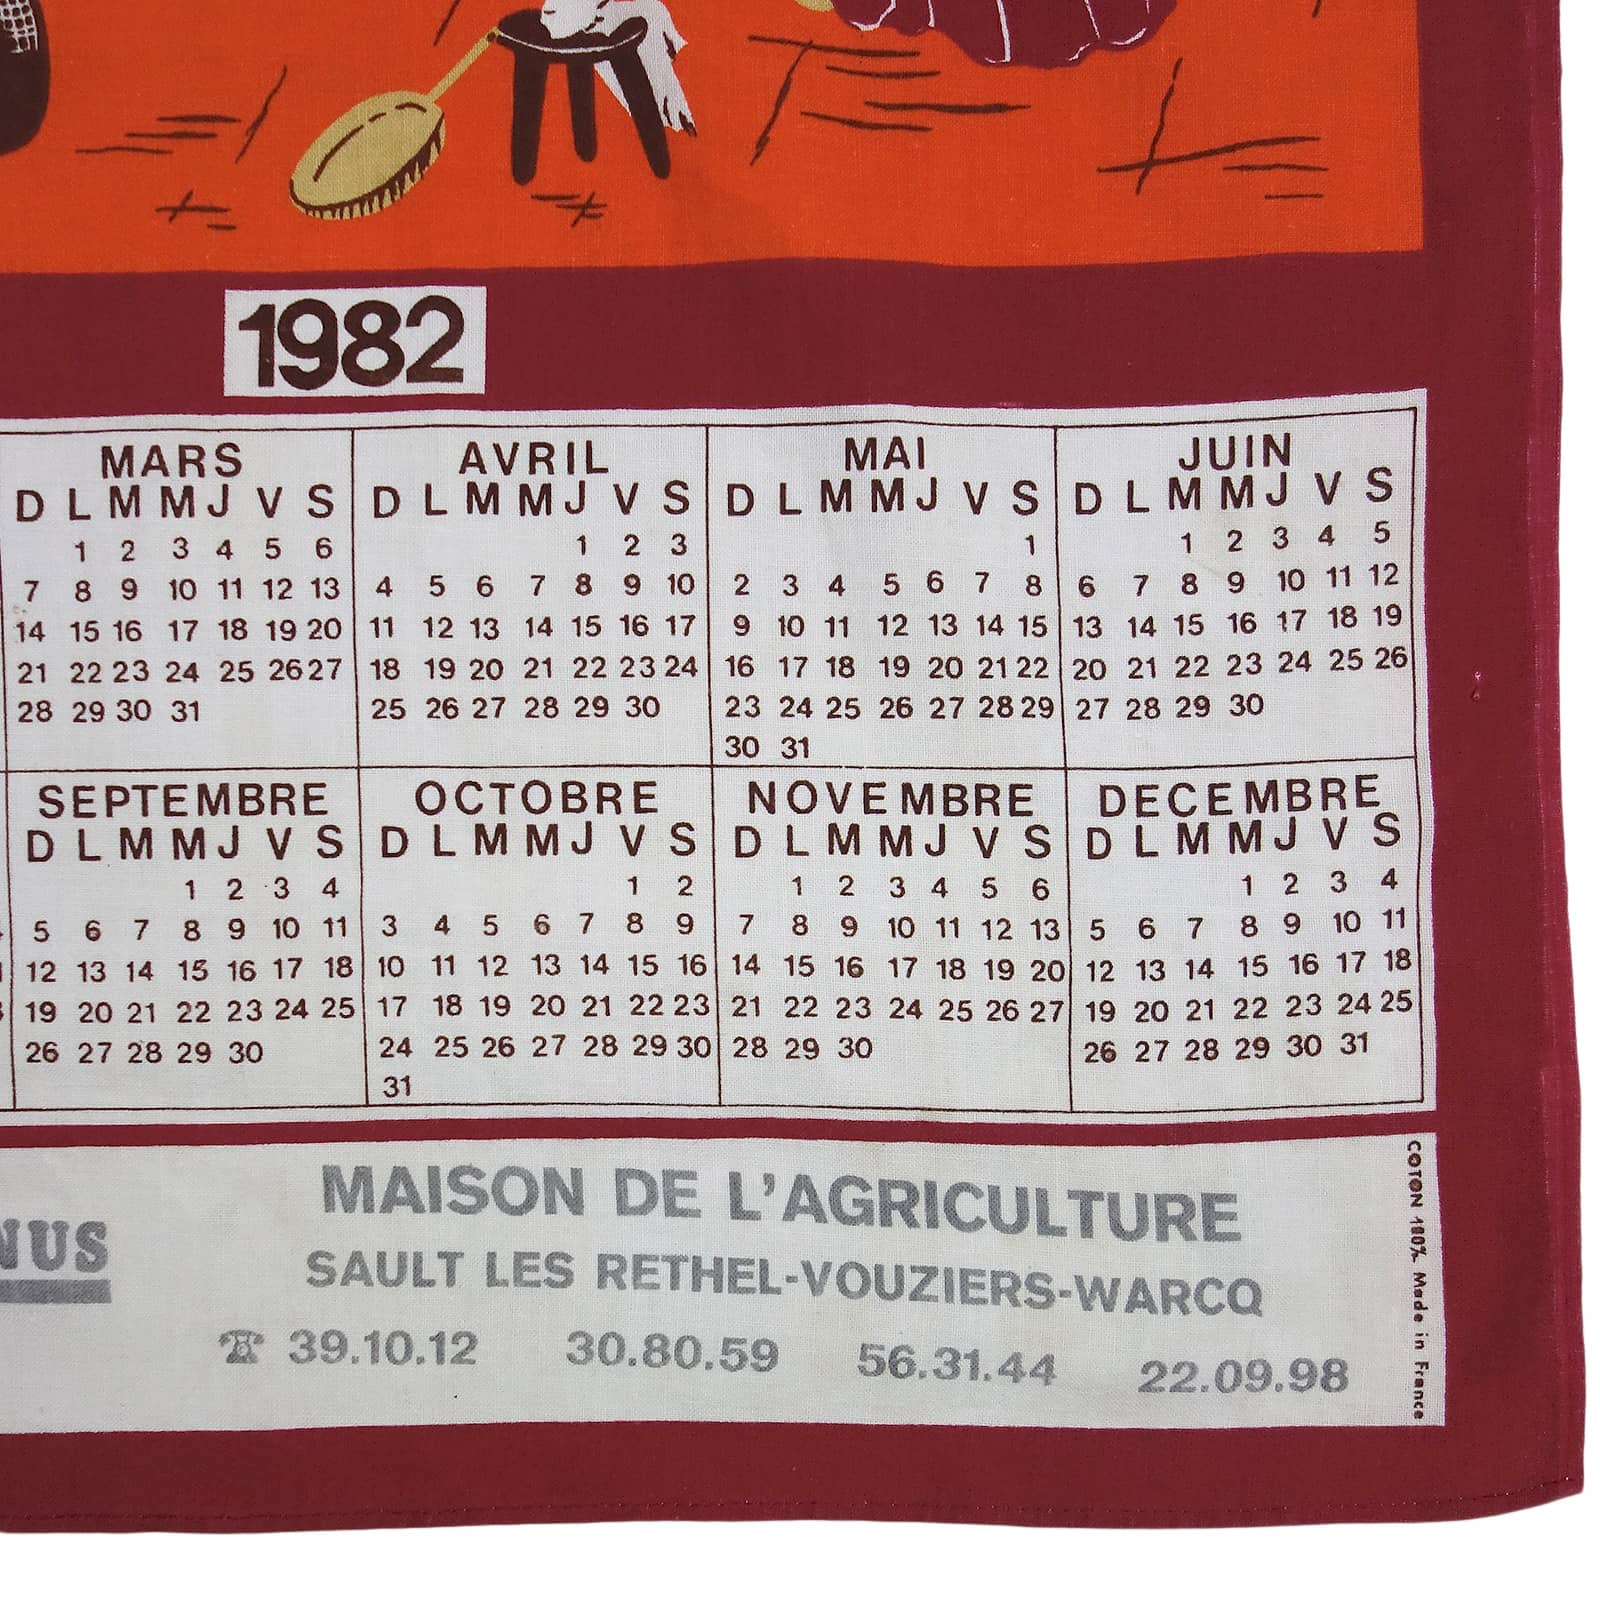 1982
MARS AVRIL MAI JUIN
D L M M J V S D L M M J V S D L M M J V S D L M M J V S
1 2 3 4 5 6 1 2 3 1 1 2 3 4 5
7 8 9 10 11 12 13 4 5 6 7 8 9 10 2 3 4 5 6 7 8 6 7 8 9 10 11 12
14 15 16 17 18 19 20 11 12 13 14 15 16 17 9 10 11 12 13 14 15 13 14 15 16 17 18 19
21 22 23 24 25 26 27 18 19 20 21 22 23 24 16 17 18 19 20 21 22 20 21 22 23 24 25 26
28 29 30 31 25 26 27 28 29 30 23 24 25 26 27 28 29 27 28 29 30
30 31
SEPTEMBRE OCTOBRE NOVEMBRE DECEMBRE
D L M M J V S D L M M J V S D L M M J V S D L M M J V S
1 2 3 4 1 2 1 2 3 4 5 6 1 2 3 4
5 6 7 8 9 10 11 3 4 5 6 7 8 9 7 8 9 10 11 12 13 5 6 7 8 9 10 11
12 13 14 15 16 17 18 10 11 12 13 14 15 16 14 15 16 17 18 19 20 12 13 14 15 16 17 18
19 20 21 22 23 24 25 17 18 19 20 21 22 23 21 22 23 24 25 26 27 19 20 21 22 23 24 25
26 27 28 29 30 24 25 26 27 28 29 30 28 29 30 26 27 28 29 30 31
31
NUS
MAISON DE L'AGRICULTURE
SAULT LES RETHEL-VOUZIERS-WARCQ
☎ 39.10.12 30.80.59 56.31.44 22.09.98
COTON 100% Made in France